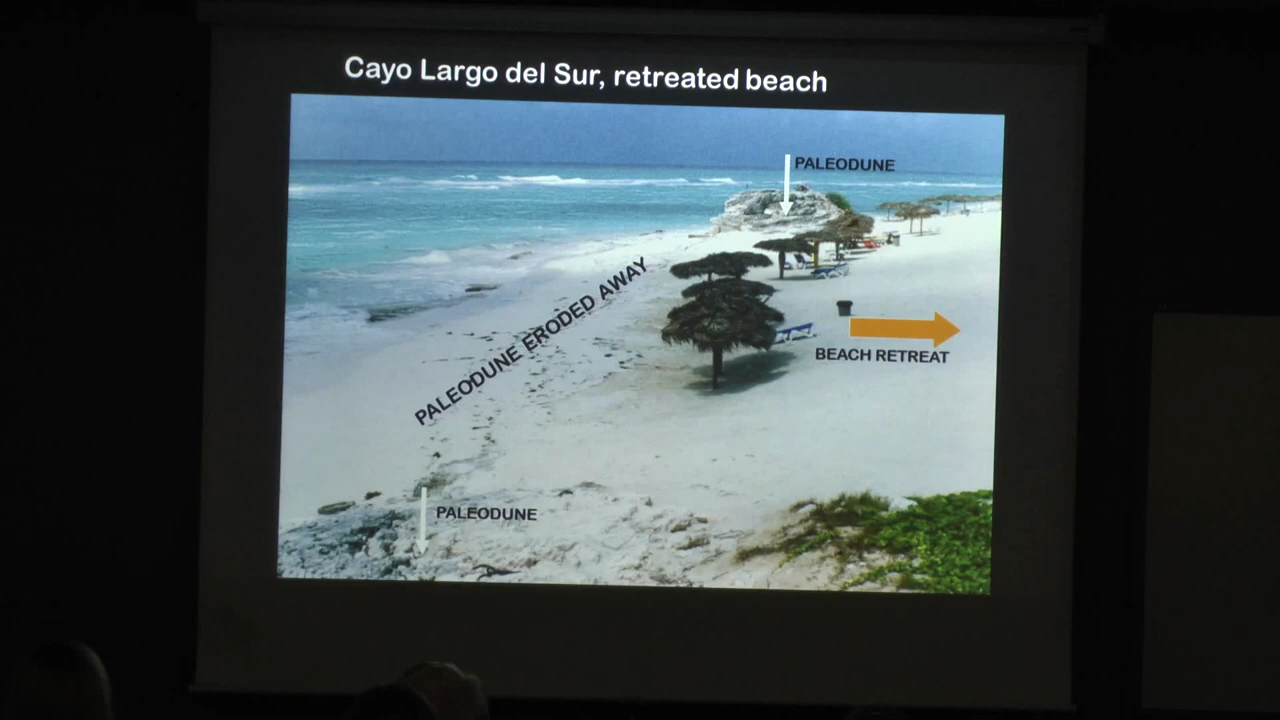 Cayo Largo del Sur, retreated beach
PALEODUNE
PALEODUNE ERODED AWAY
BEACH RETREAT
PALEODUNE